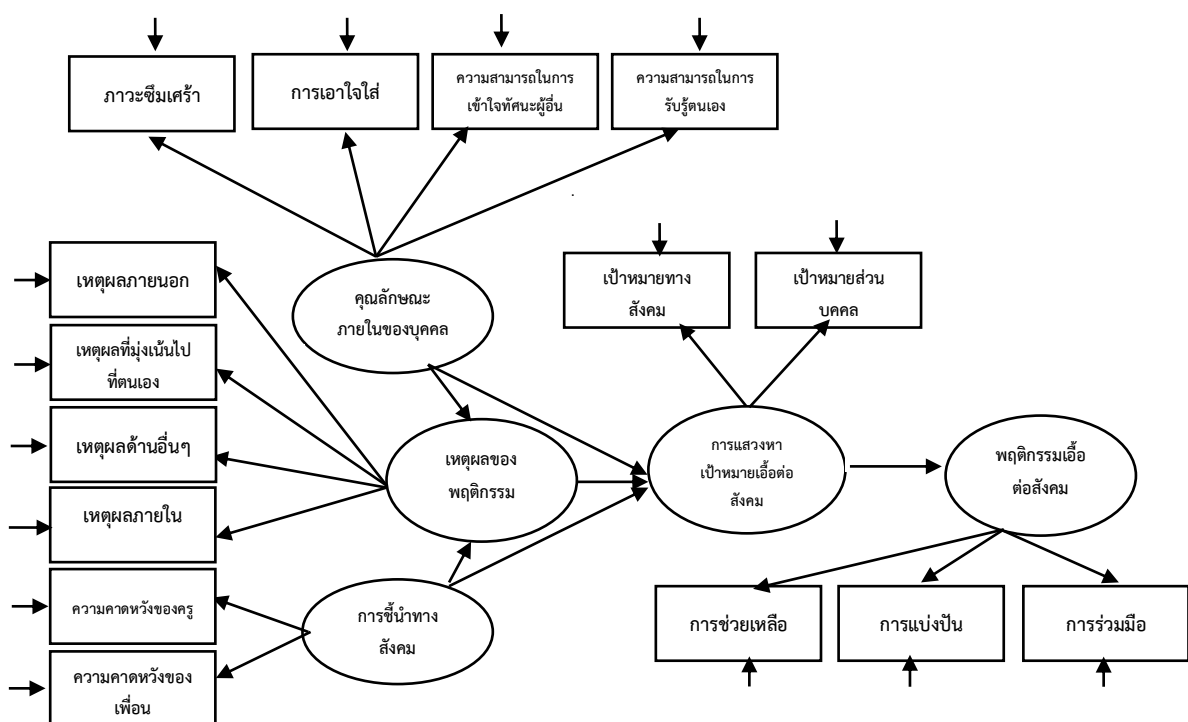 ภาวะซึมเศร้า
การเอาใจใส่
ความสามารถในการ
เข้าใจทัศนะผู้อื่น
ความสามารถในการ
รับรู้ตนเอง
เหตุผลภายนอก
เหตุผลที่มุ่งเน้นไป
ที่ตนเอง
เหตุผลด้านอื่นๆ
เหตุผลภายใน
ความคาดหวังของครู
ความคาดหวังของ
เพื่อน
คุณลักษณะ
ภายในของบุคคล
เหตุผลของ
พฤติกรรม
การชี้นำทาง
สังคม
เป้าหมายทาง
สังคม
เป้าหมายส่วน
บุคคล
การแสวงหา
เป้าหมายเอื้อต่อ
สังคม
พฤติกรรมเอื้อ
ต่อสังคม
การช่วยเหลือ
การแบ่งปัน
การร่วมมือ